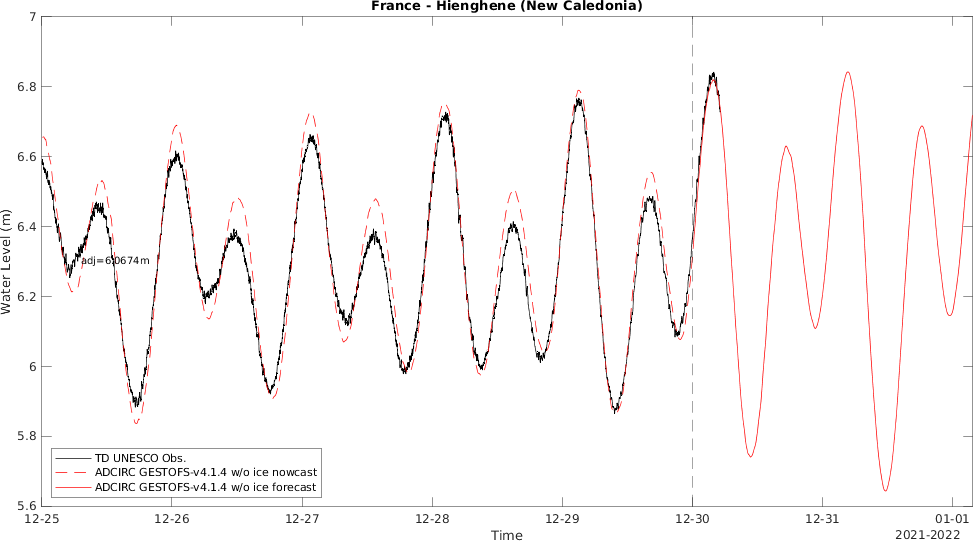 France - Hienghene (New Caledonia)
7
6.8
6.6
6.4
6.2
6
5.8
5.6
Water Level (m)
adj=6.0674m
TD UNESCO Obs.
ADCIRC GESTOFS-v4.1.4 w/o ice nowcast
ADCIRC GESTOFS-v4.1.4 w/o ice forecast
12-25 12-26 12-27 12-28 12-29 12-30 12-31 01-01
Time
2021-2022